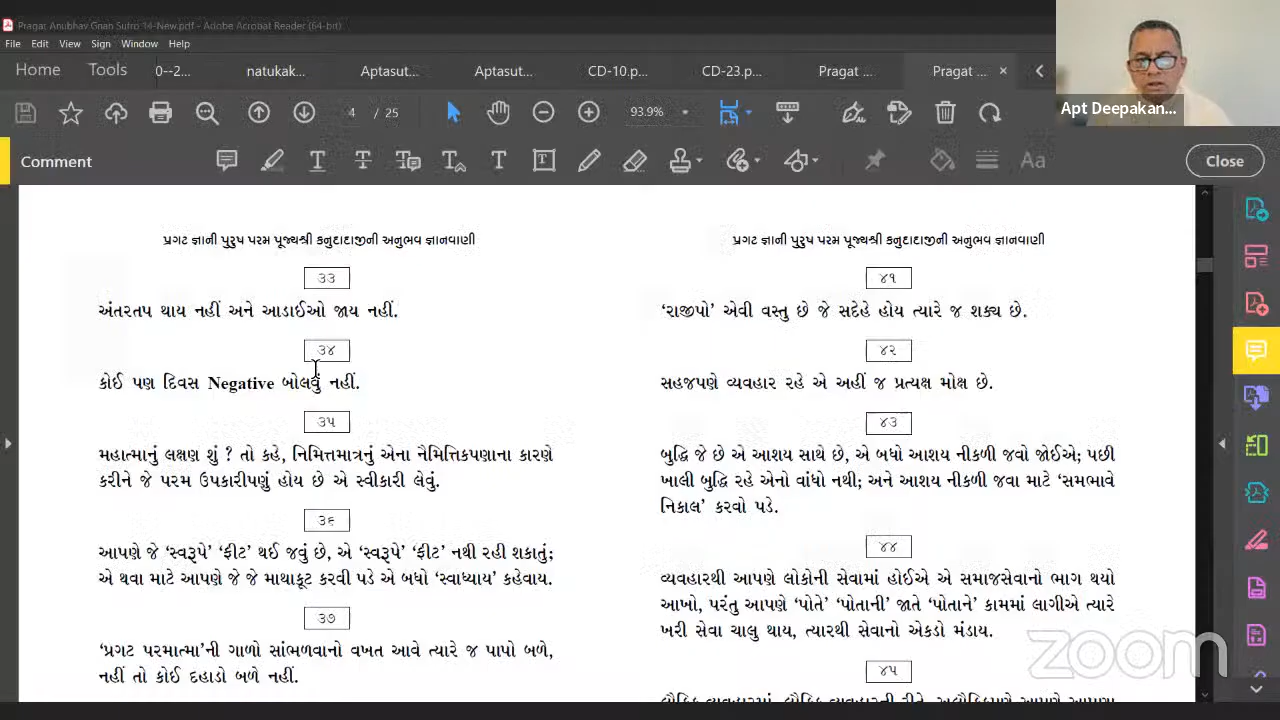 Pragat Anubhav Gnan Sutro 14-New.pdf - Adobe Acrobat Reader (64-bit)
File Edit View Sign Window Help
Home Tools 0--2... natukak... Aptasut... Aptasut... CD-10.p... CD-23.p... Pragat ... Pragat ...
4 / 25 93.9%
Apt Deepakan...
Comment
Close
પ્રગટ જ્ઞાની પુરુષ પરમ પૂજ્યશ્રી કનુદાદાજીની અનુભવ જ્ઞાનવાણી
૩૩
અંતરતપ થાય નહીં અને આડાઈઓ જાય નહીં.
૩૪
કોઈ પણ દિવસ Negative બોલવું નહીં.
૩૫
મહાત્માનું લક્ષણ શું ? તો કહે, નિમિત્તમાત્રનું એના નૈમિત્તિકપણાના કારણે
કરીને જે પરમ ઉપકારીપણું હોય છે એ સ્વીકારી લેવું.
૩૬
આપણે જે ‘સ્વરૂપે’ ‘ફીટ’ થઈ જવું છે, એ ‘સ્વરૂપે’ ‘ફીટ’ નથી રહી શકાતું;
એ થવા માટે આપણે જે જે માથાકૂટ કરવી પડે એ બધો ‘સ્વાધ્યાય’ કહેવાય.
૩૭
‘પ્રગટ પરમાત્મા’ની ગાળો સાંભળવાનો વખત આવે ત્યારે જ પાપો બળે,
નહીં તો કોઈ દહાડો બળે નહીં.
પ્રગટ જ્ઞાની પુરુષ પરમ પૂજ્યશ્રી કનુદાદાજીની અનુભવ જ્ઞાનવાણી
૪૧
‘રાજીપો’ એવી વસ્તુ છે જે સદેહે હોય ત્યારે જ શક્ય છે.
૪૨
સહજપણે વ્યવહાર રહે એ અહીં જ પ્રત્યક્ષ મોક્ષ છે.
૪૩
બુદ્ધિ જે છે એ આશય સાથે છે, એ બધો આશય નીકળી જવો જોઈએ; પછી
ખાલી બુદ્ધિ રહે એનો વાંધો નથી; અને આશય નીકળી જવા માટે ‘સમભાવે
નિકાલ’ કરવો પડે.
૪૪
વ્યવહારથી આપણે લોકોની સેવામાં હોઈએ એ સમાજસેવાનો ભાગ થયો
આખો, પરંતુ આપણે ‘પોતે’ ‘પોતાની’ જાતે ‘પોતાને’ કામમાં લાગીએ ત્યારે
ખરી સેવા ચાલુ થાય, ત્યારથી સેવાનો એકડો મંડાય.
૪૫
zoom